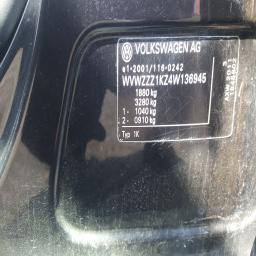 VOLKSWAGEN AG
e1-2001/116-0242
WVWZZZ1KZ4W136945
1880 kg
3280 kg
1- 1040 kg
2- 0910 kg
Typ 1K